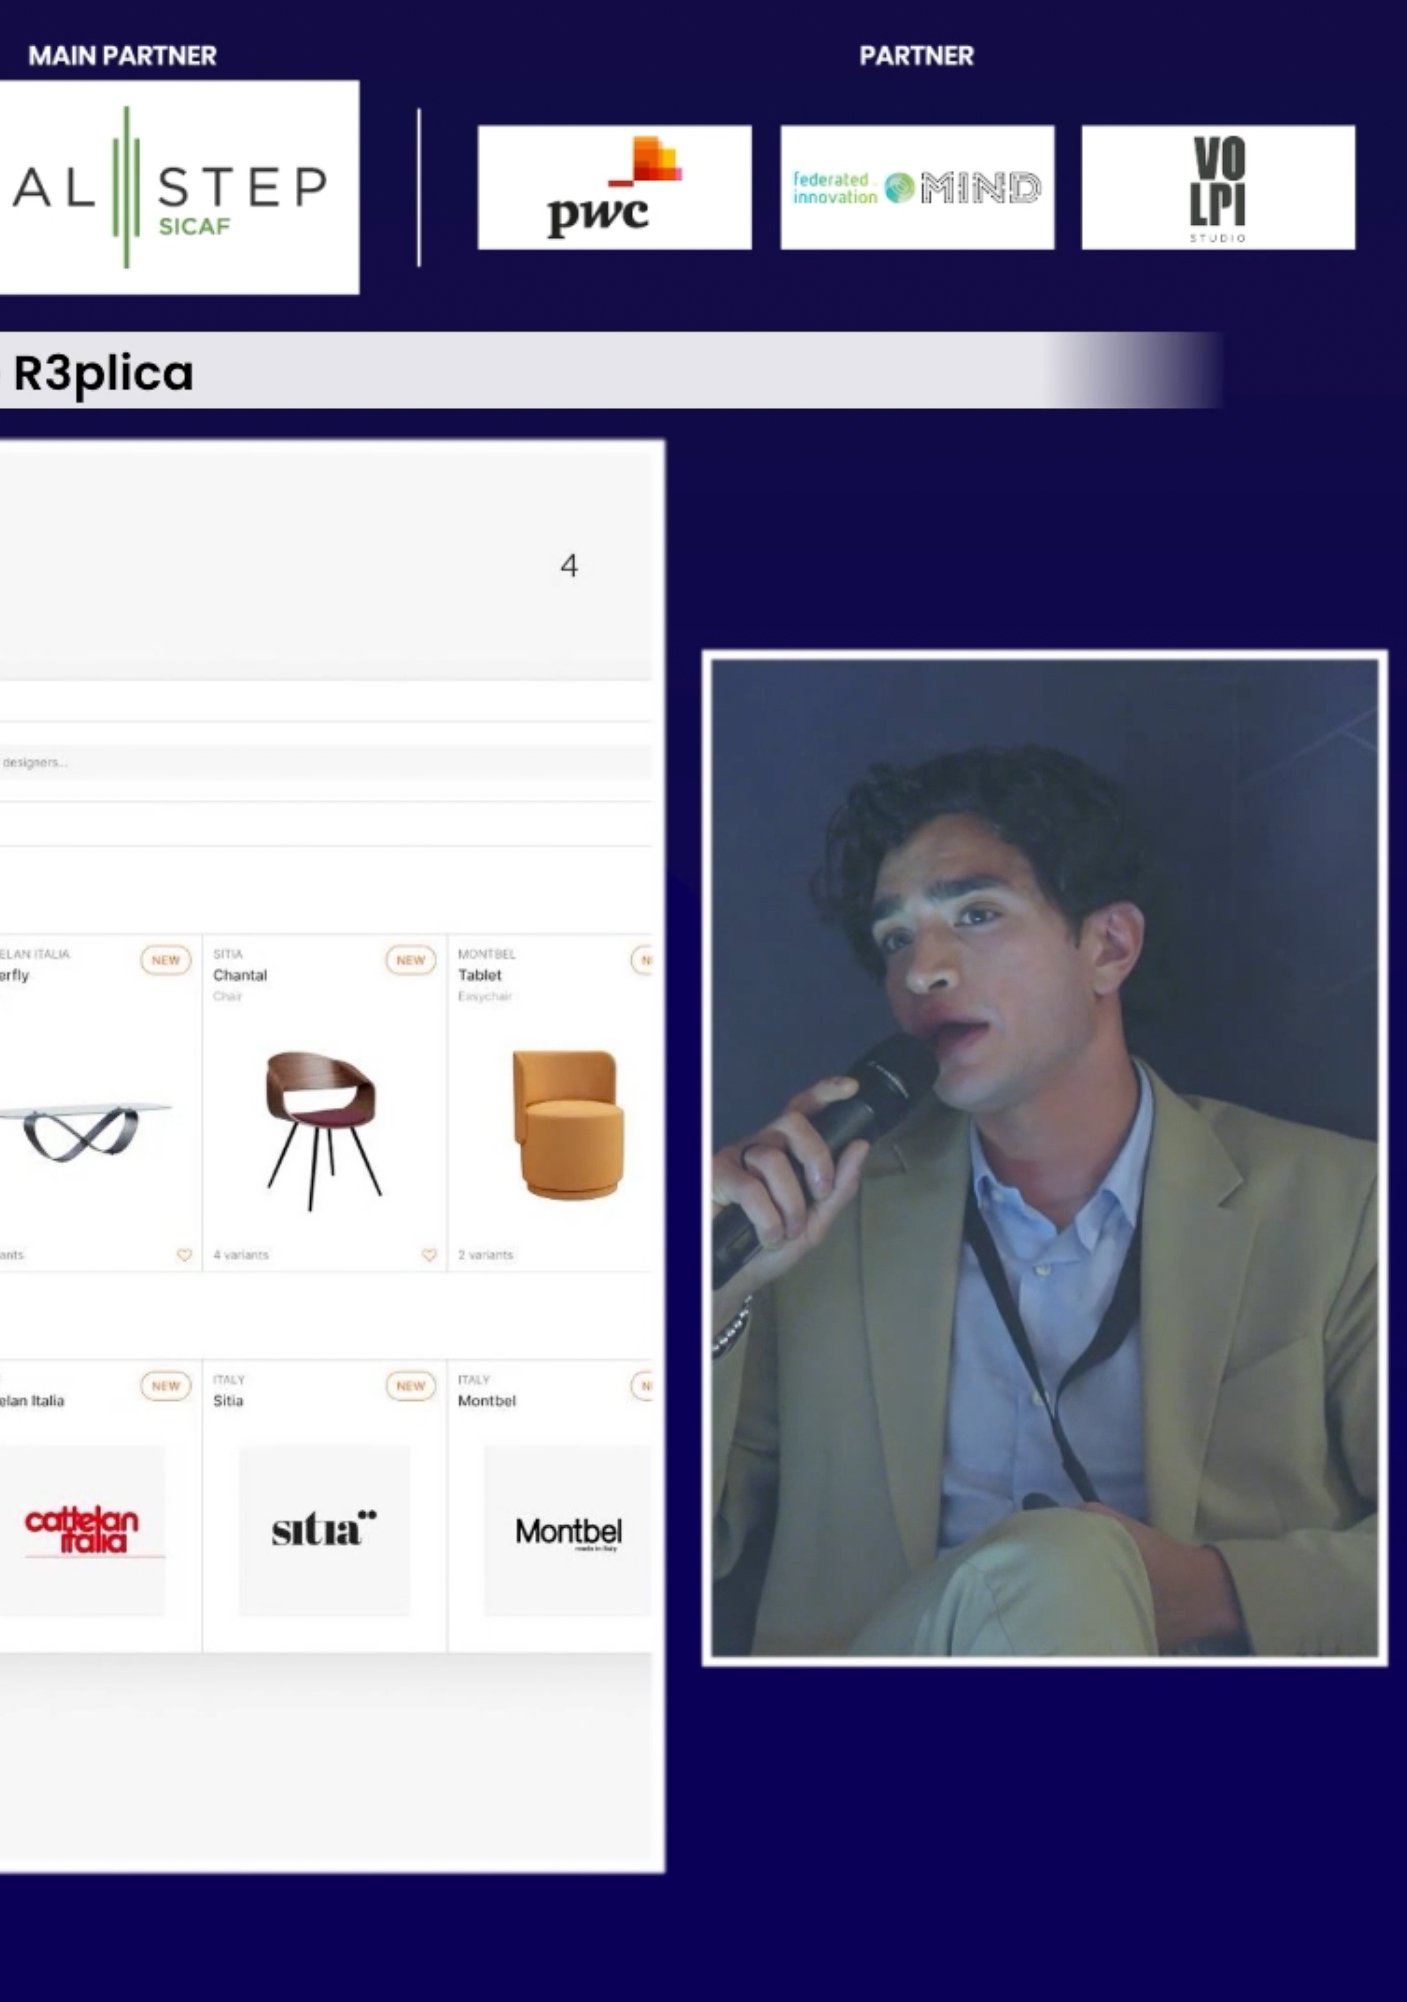 MAIN PARTNER
PARTNER
AL STEP
SICAF
pwc
federated
innovation
MIND
VO
LPI
STUDIO
R3plica
4
designers...
ELAN ITALIA
NEW
erfly
SITIA
NEW
Chantal
Chair
MONTBEL
N
Tablet
Easychair
ants
4 variants
2 variants
NEW
elan Italia
ITALY
NEW
Sitia
ITALY
N
Montbel
cattelan
italia
sitia
Montbel
made in Italy